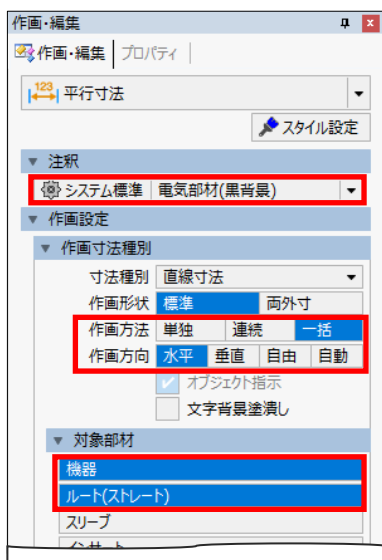 作画・編集
作画・編集 プロパティ
123 平行寸法
スタイル設定
注釈
システム標準 電気部材(黒背景)
作画設定
作画寸法種別
寸法種別 直線寸法
作画形状 標準 両外寸
作画方法 単独 連続 一括
作画方向 水平 垂直 自由 自動
オブジェクト指示
文字背景塗潰し
対象部材
機器
ルート(ストレート)
スリーブ